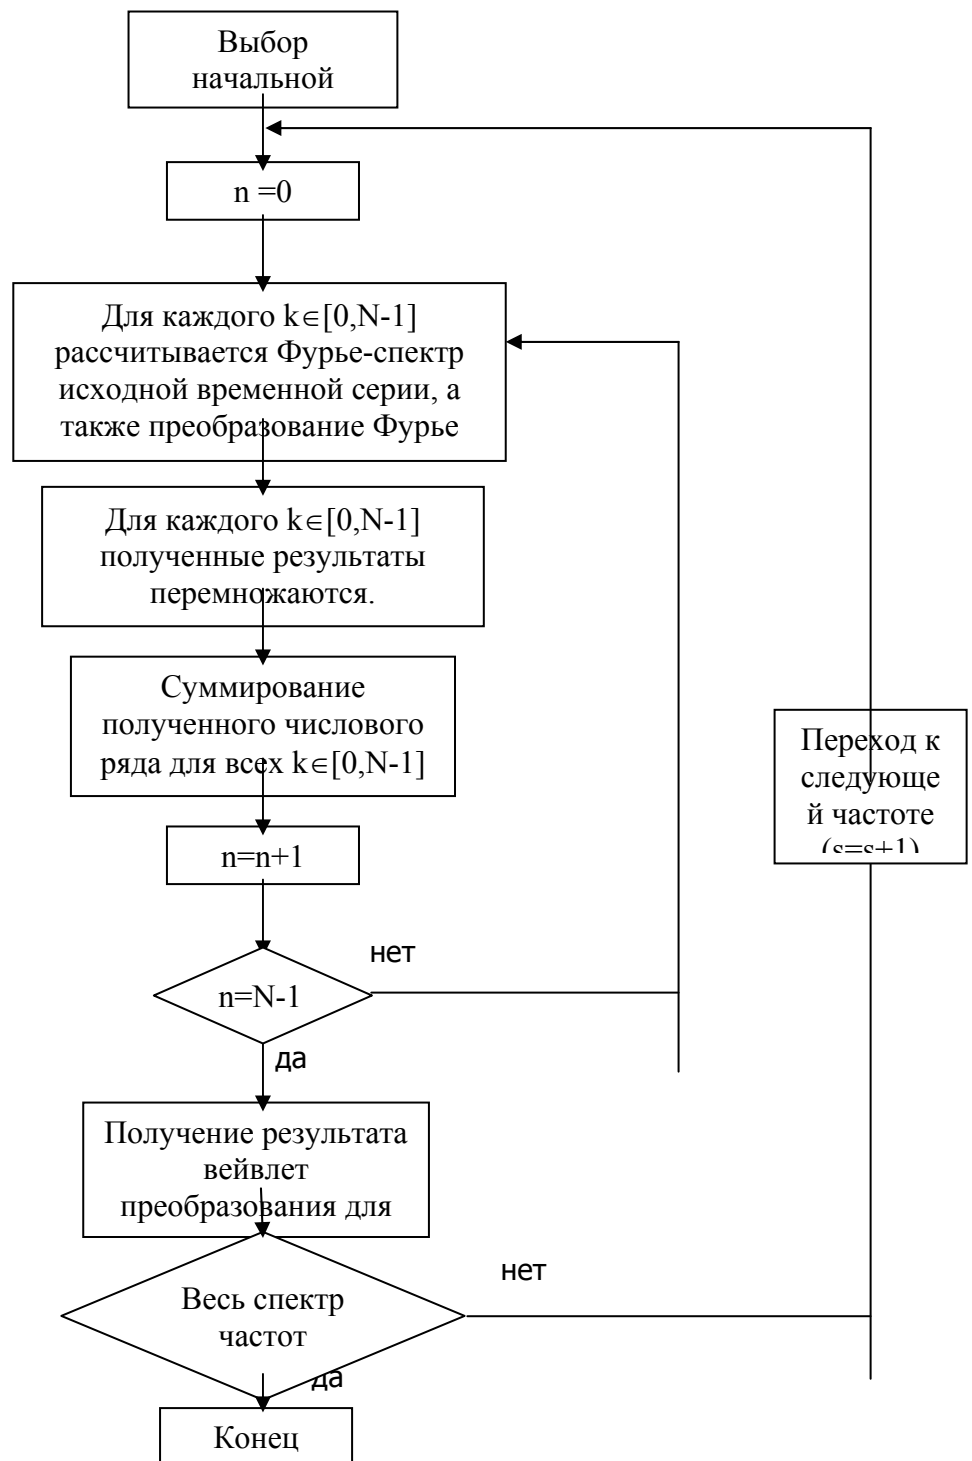 Выбор
начальной
n =0
Для каждого k∈[0,N-1]
рассчитывается Фурье-спектр
исходной временной серии, а
также преобразование Фурье
Для каждого k∈[0,N-1]
полученные результаты
перемножаются.
Суммирование
полученного числового
ряда для всех k∈[0,N-1]
Переход к
следующе
й частоте
(s=s+1)
n=n+1
нет
n=N-1
да
Получение результата
вейвлет
преобразования для
нет
Весь спектр
частот
да
Конец